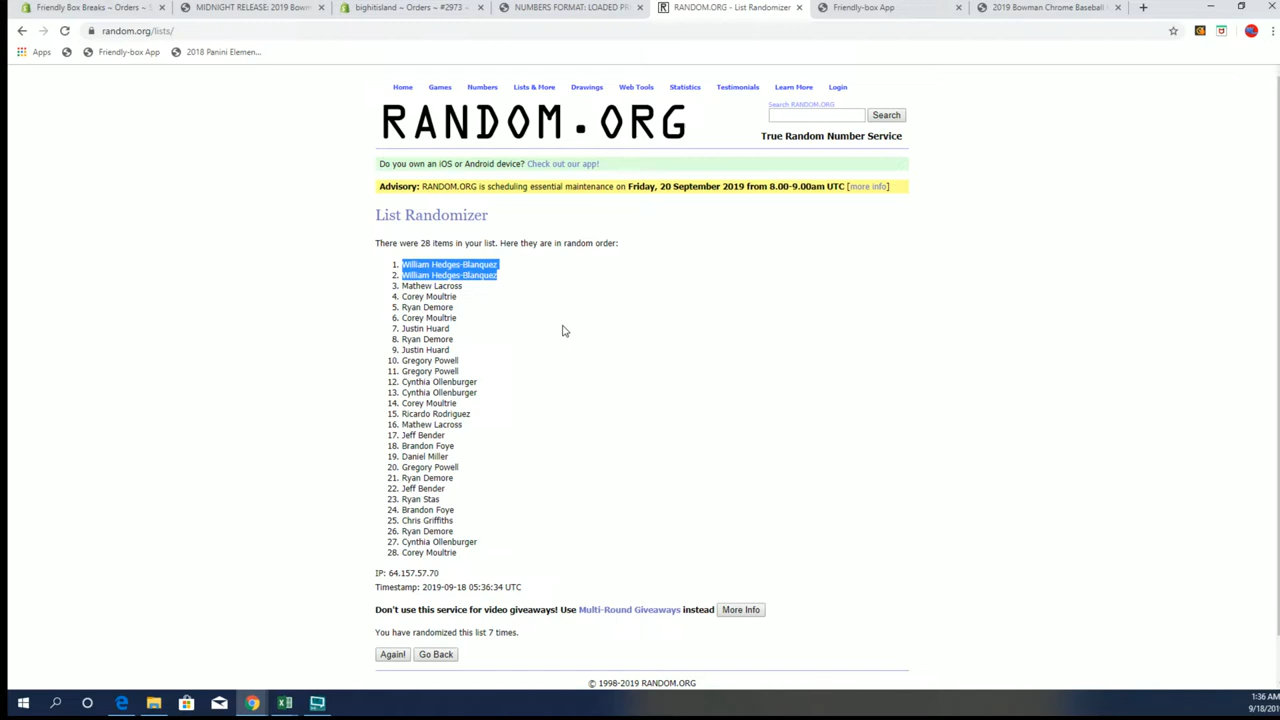 Friendly Box Breaks ~ Orders ~ S
MIDNIGHT RELEASE: 2019 Bowm
bighitisland ~ Orders ~ #2973 ~
NUMBERS FORMAT: LOADED PR
RANDOM.ORG - List Randomizer
Friendly-box App
2019 Bowman Chrome Baseball
random.org/lists/
Apps
Friendly-box App
2018 Panini Elemen...
Home Games Numbers Lists & More Drawings Web Tools Statistics Testimonials Learn More Login
RANDOM.ORG
Search RANDOM.ORG
Search
True Random Number Service
Do you own an iOS or Android device? Check out our app!
Advisory: RANDOM.ORG is scheduling essential maintenance on Friday, 20 September 2019 from 8.00-9.00am UTC [more info]
List Randomizer
There were 28 items in your list. Here they are in random order:
1. William Hedges-Blanquez
2. William Hedges-Blanquez
3. Mathew Lacross
4. Corey Moultrie
5. Ryan Demore
6. Corey Moultrie
7. Justin Huard
8. Ryan Demore
9. Justin Huard
10. Gregory Powell
11. Gregory Powell
12. Cynthia Ollenburger
13. Cynthia Ollenburger
14. Corey Moultrie
15. Ricardo Rodriguez
16. Mathew Lacross
17. Jeff Bender
18. Brandon Foye
19. Daniel Miller
20. Gregory Powell
21. Ryan Demore
22. Jeff Bender
23. Ryan Stas
24. Brandon Foye
25. Chris Griffiths
26. Ryan Demore
27. Cynthia Ollenburger
28. Corey Moultrie
IP: 64.157.57.70
Timestamp: 2019-09-18 05:36:34 UTC
Don't use this service for video giveaways! Use Multi-Round Giveaways instead More Info
You have randomized this list 7 times.
Again! Go Back
© 1998-2019 RANDOM.ORG
1:36 AM
9/18/201